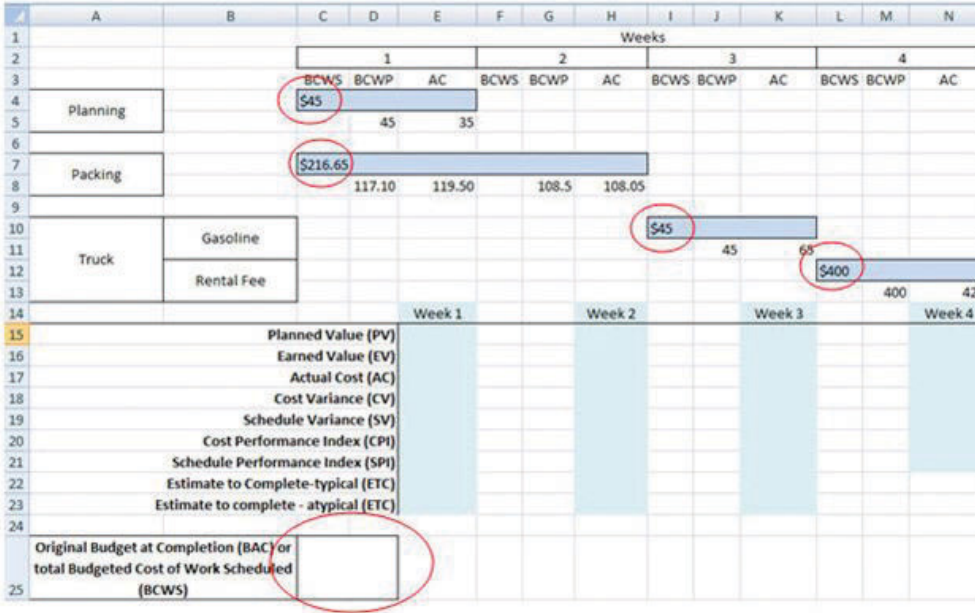 A B C D E F G H I J K L M N
1 Weeks
2 1 2 3 4
3 BCWS BCWP AC BCWS BCWP AC BCWS BCWP AC BCWS BCWP AC
4 $45
Planning
5 45 35
6
7 $216.65
Packing
8 117.10 119.50 108.5 108.05
9
10 $45
Gasoline
11 45 65
Truck
12 $400
Rental Fee
13 400 42
14 Week 1 Week 2 Week 3 Week 4
15 Planned Value (PV)
16 Earned Value (EV)
17 Actual Cost (AC)
18 Cost Variance (CV)
19 Schedule Variance (SV)
20 Cost Performance Index (CPI)
21 Schedule Performance Index (SPI)
22 Estimate to Complete-typical (ETC)
23 Estimate to complete - atypical (ETC)
24
Original Budget at Completion (BAC) or
total Budgeted Cost of Work Scheduled
25 (BCWS)